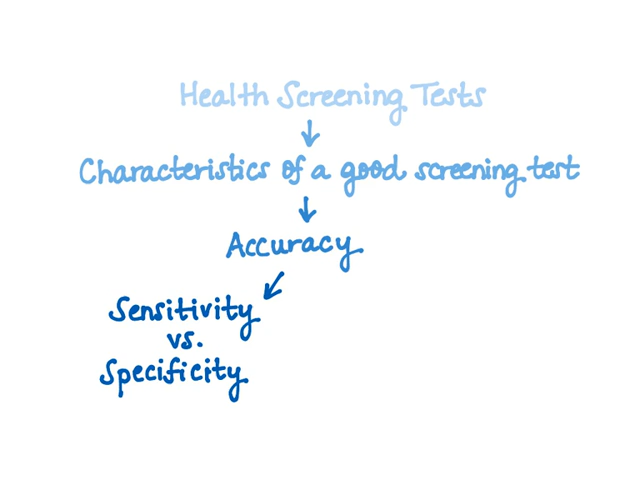 Health Screening Tests
Characteristics of a good screening test
Accuracy
Sensitivity
vs.
Specificity